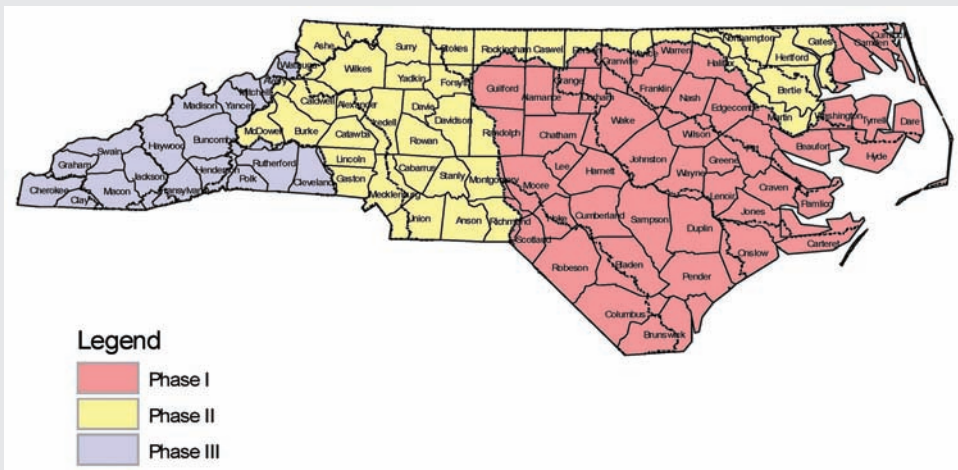 Northampton
Gates
Camden
A
Ashe
Surry
Stokes
Rockingham
Caswel
Warren
Hertford
Granville
Halifax
Watauga
Wilkes
Yadkin
Forsyth
Guilford
Orange
Alamance
Durham
Franklin
Nash
Bertie
Avery
Mitchell
Madison
Yancey
Caldwell
Alexander
Davie
Davidson
Edgecombe
Martin
Washington
Tyrrell
Dare
McDowell
Burke
Catawba
Iredell
Rowan
Randolph
Chatham
Wake
Wilson
Pitt
Beaufort
Hyde
Buncomb
Haywood
Swain
Graham
Lincoln
Cabarrus
Stanly
Montgomery
Lee
Harnett
Johnston
Greene
Wayne
Craven
Lenoir
Pamlico
Rutherford
Henderson
Polk
Cleveland
Gaston
Mecklenburg
Moore
Jackson
Cherokee
Macon
Clay
Transylvania
Union
Anson
Richmond
Hoke
Cumberland
Sampson
Duplin
Jones
Carteret
Scotland
Onslow
Robeson
Bladen
Pender
Columbus
Brunswick
Legend
Phase I
Phase II
Phase III